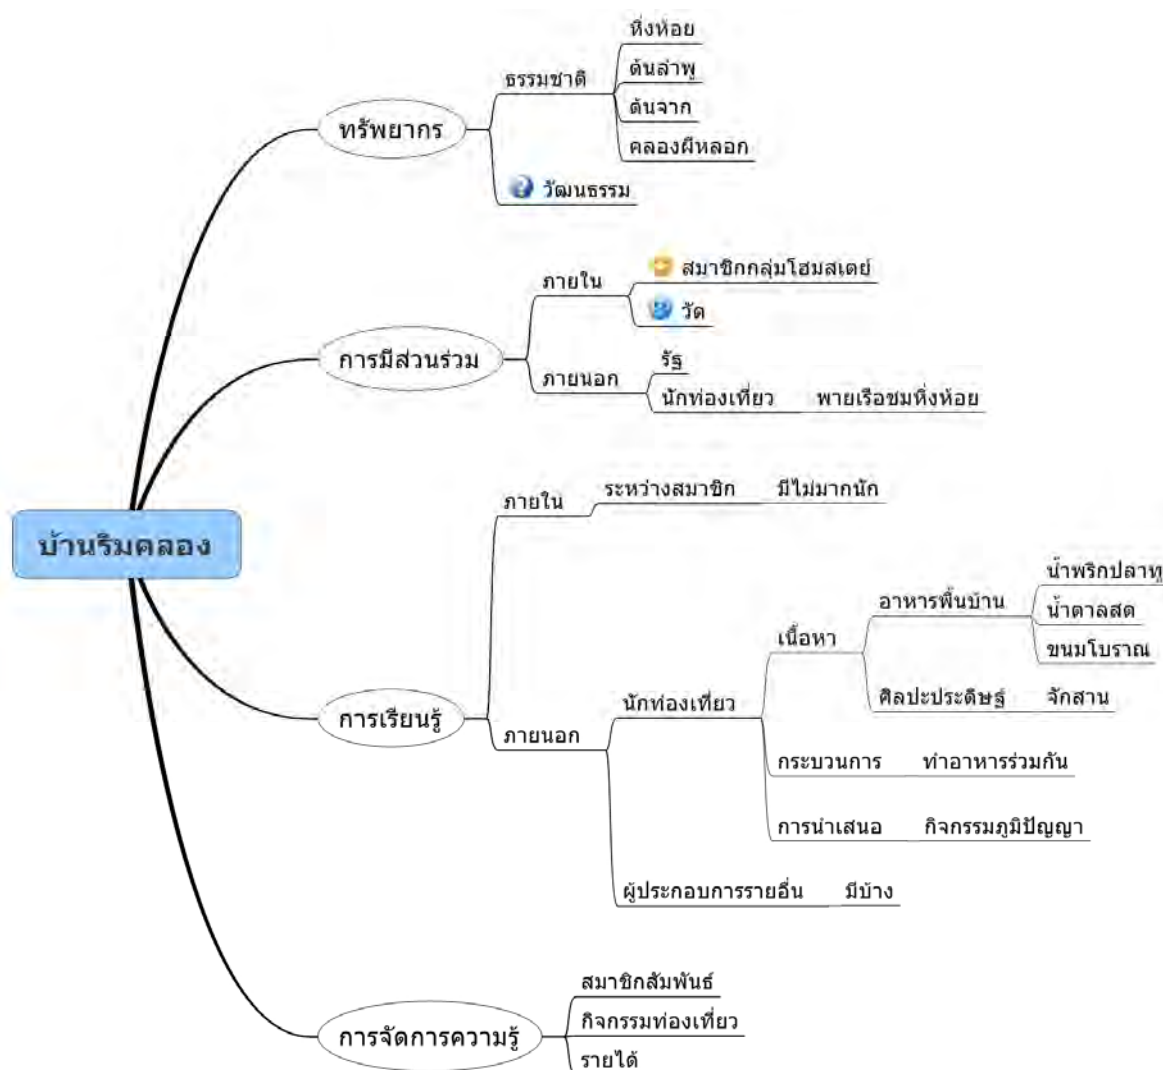 บ้านริมคลอง
ทรัพยากร
ธรรมชาติ
หิ่งห้อย
ต้นลำพู
ต้นจาก
คลองผีหลอก
วัฒนธรรม
การมีส่วนร่วม
ภายใน
สมาชิกกลุ่มโฮมสเตย์
วัด
ภายนอก
รัฐ
นักท่องเที่ยว พายเรือชมหิ่งห้อย
การเรียนรู้
ภายใน
ระหว่างสมาชิก มีไม่มากนัก
ภายนอก
นักท่องเที่ยว
เนื้อหา
อาหารพื้นบ้าน
น้ำพริกปลาทู
น้ำตาลสด
ขนมโบราณ
ศิลปะประดิษฐ์ จักสาน
กระบวนการ ทำอาหารร่วมกัน
การนำเสนอ กิจกรรมภูมิปัญญา
ผู้ประกอบการรายอื่น มีบ้าง
การจัดการความรู้
สมาชิกสัมพันธ์
กิจกรรมท่องเที่ยว
รายได้